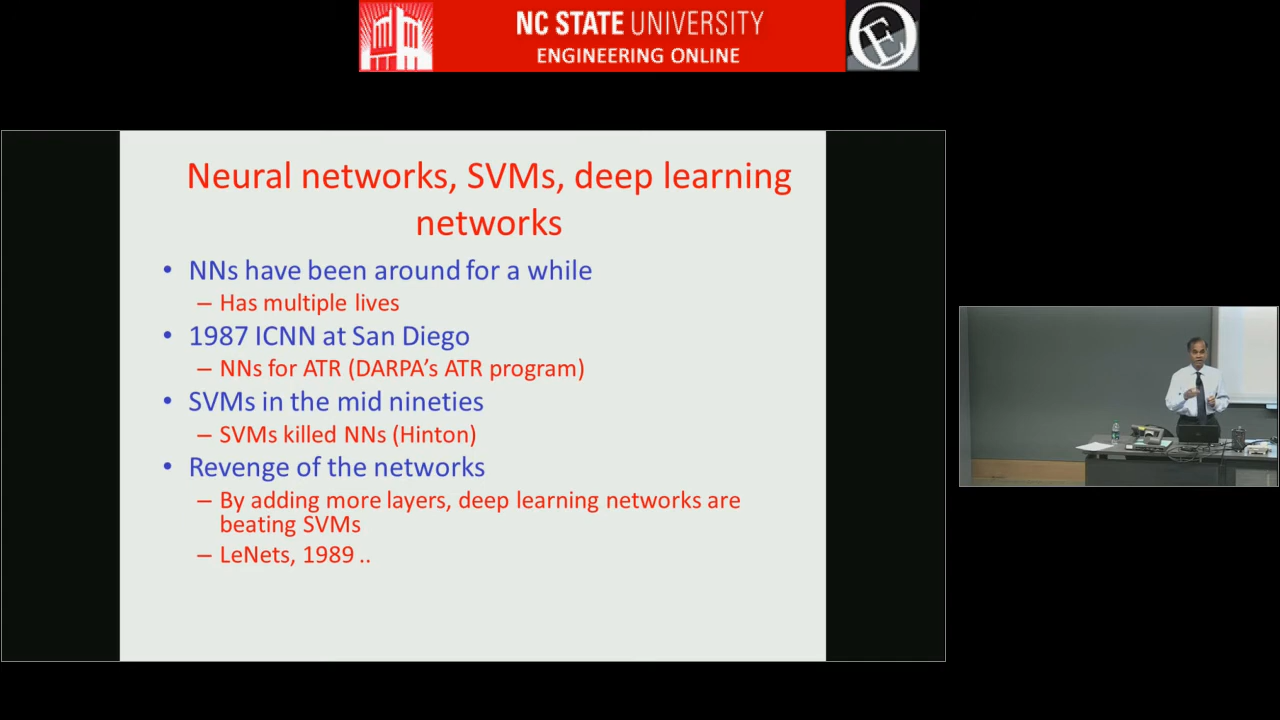 NC STATE UNIVERSITY
ENGINEERING ONLINE
Neural networks, SVMs, deep learning
networks
• NNs have been around for a while
– Has multiple lives
• 1987 ICNN at San Diego
– NNs for ATR (DARPA’s ATR program)
• SVMs in the mid nineties
– SVMs killed NNs (Hinton)
• Revenge of the networks
– By adding more layers, deep learning networks are
beating SVMs
– LeNets, 1989 ..